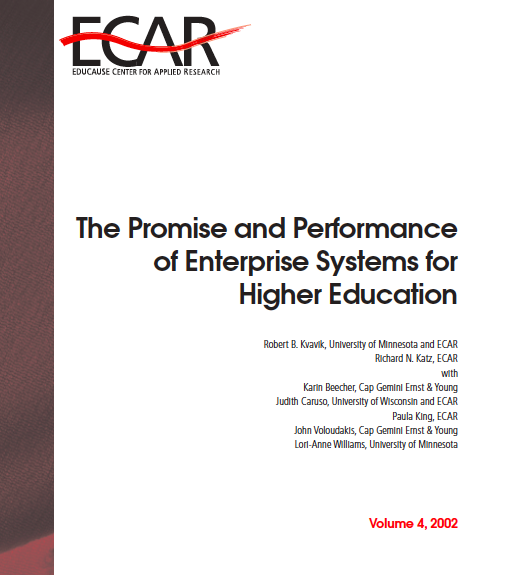 ECAR
EDUCAUSE CENTER FOR APPLIED RESEARCH
The Promise and Performance
of Enterprise Systems for
Higher Education
Robert B. Kvavik, University of Minnesota and ECAR
Richard N. Katz, ECAR
with
Karin Beecher, Cap Gemini Ernst & Young
Judith Caruso, University of Wisconsin and ECAR
Paula King, ECAR
John Voloudakis, Cap Gemini Ernst & Young
Lori-Anne Williams, University of Minnesota
Volume 4, 2002